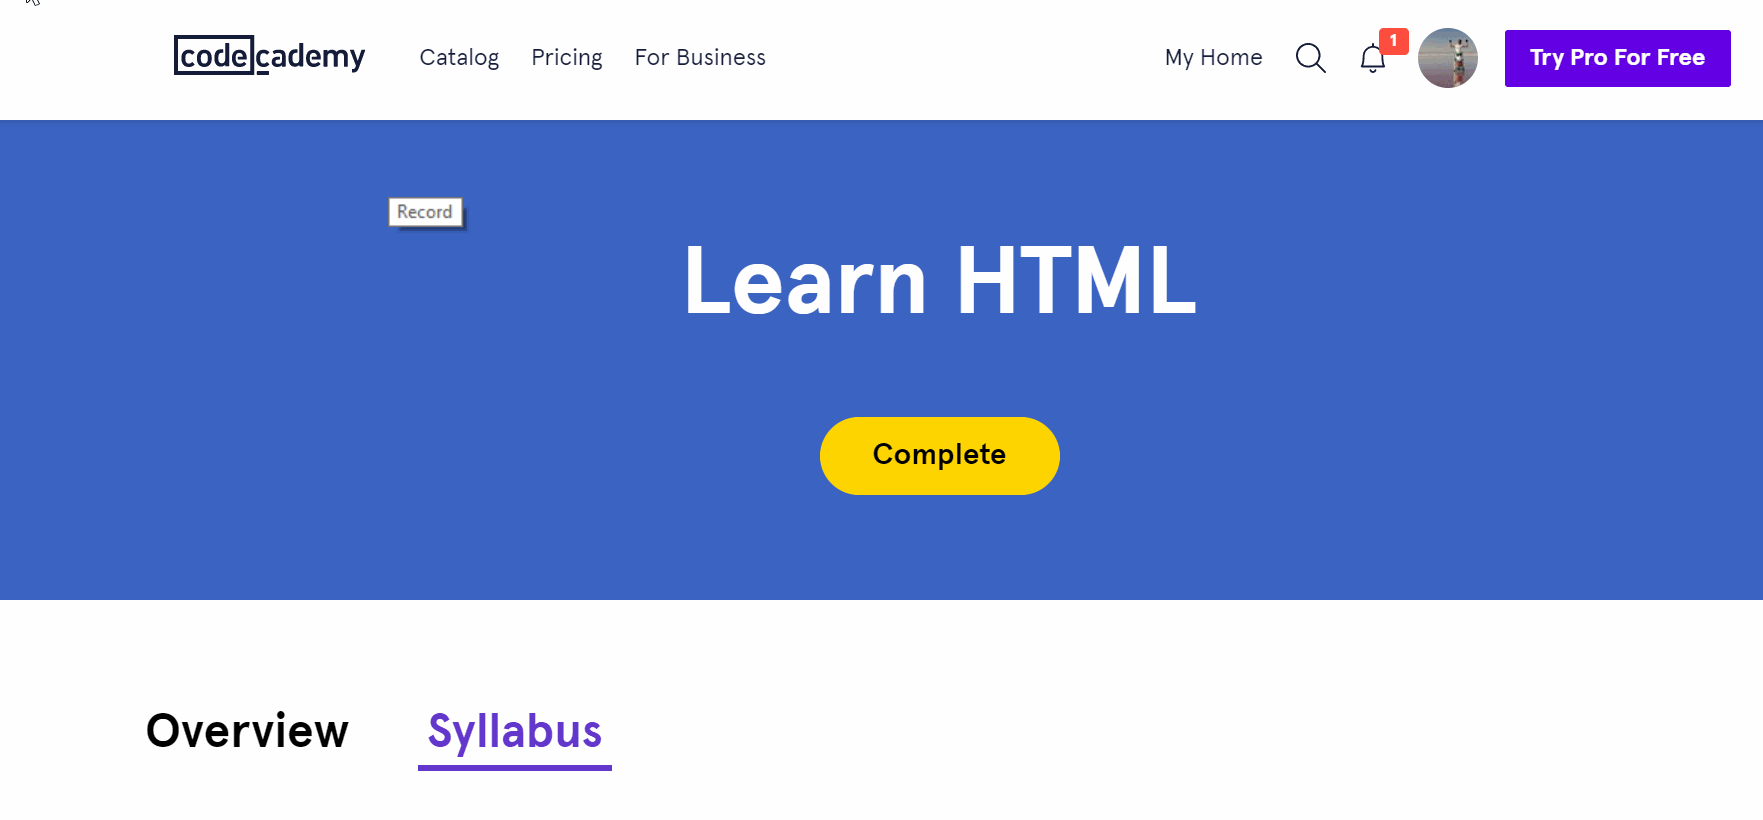 codecademy
Catalog Pricing For Business
My Home 1 Try Pro For Free
Record
Learn HTML
Complete
Overview Syllabus